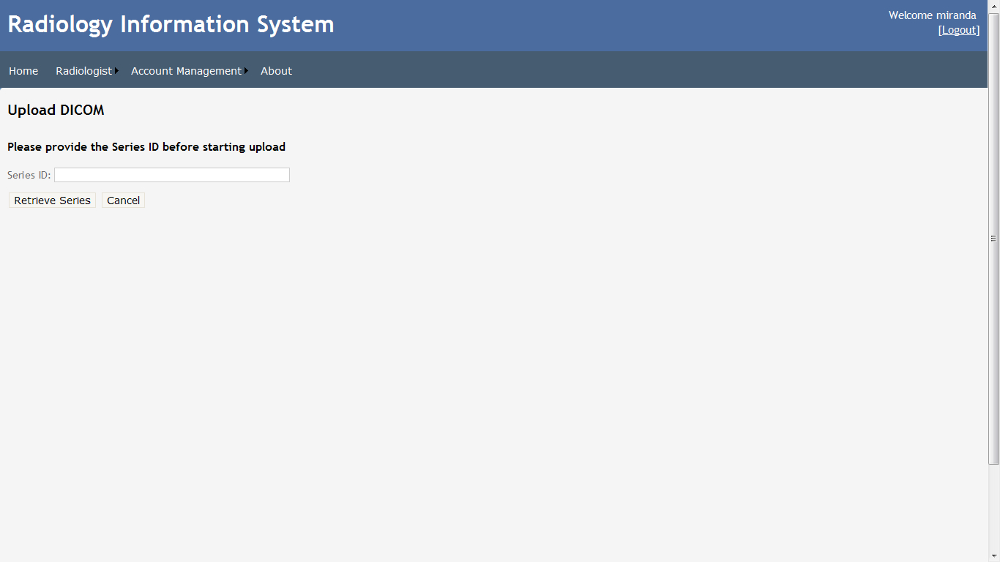 Radiology Information System
Welcome miranda
[Logout]
Home Radiologist Account Management About
Upload DICOM
Please provide the Series ID before starting upload
Series ID:
Retrieve Series Cancel